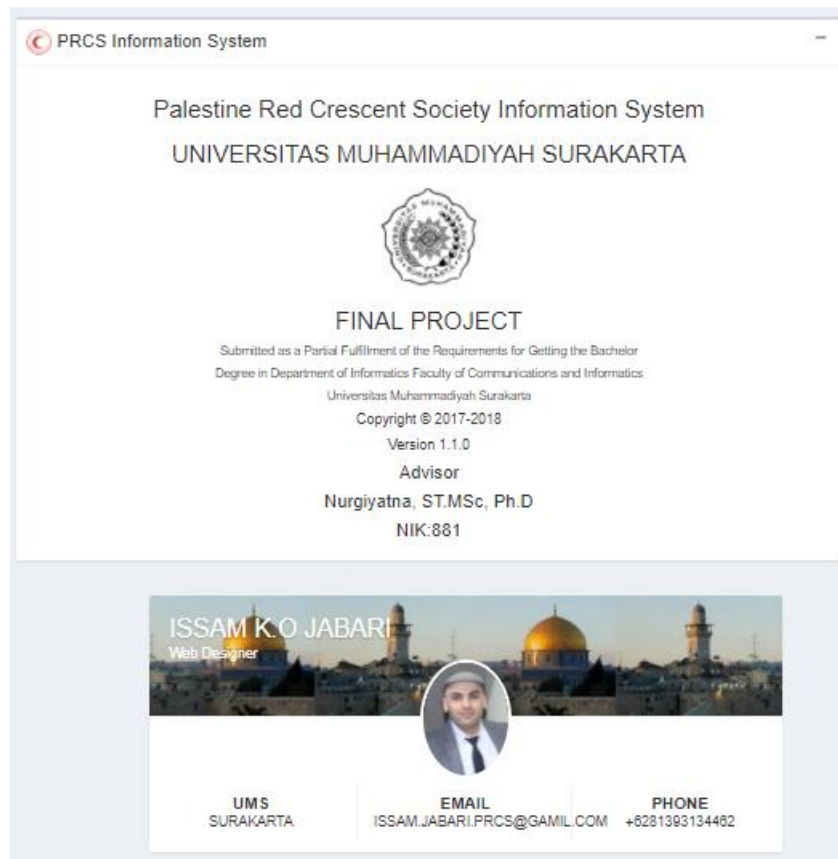 PRCS Information System
Palestine Red Crescent Society Information System
UNIVERSITAS MUHAMMADIYAH SURAKARTA
UNIVERSITAS MUHAMMADIYAH
SURAKARTA
FINAL PROJECT
Submitted as a Partial Fulfillment of the Requirements for Getting the Bachelor
Degree in Department of Informatics Faculty of Communications and Informatics
Universitas Muhammadiyah Surakarta
Copyright © 2017-2018
Version 1.1.0
Advisor
Nurgiyatna, ST.MSc, Ph.D
NIK:881
ISSAM K.O JABARI
Web Designer
UMS
SURAKARTA
EMAIL
ISSAM.JABARI.PRCS@GAMIL.COM
PHONE
+6281393134462